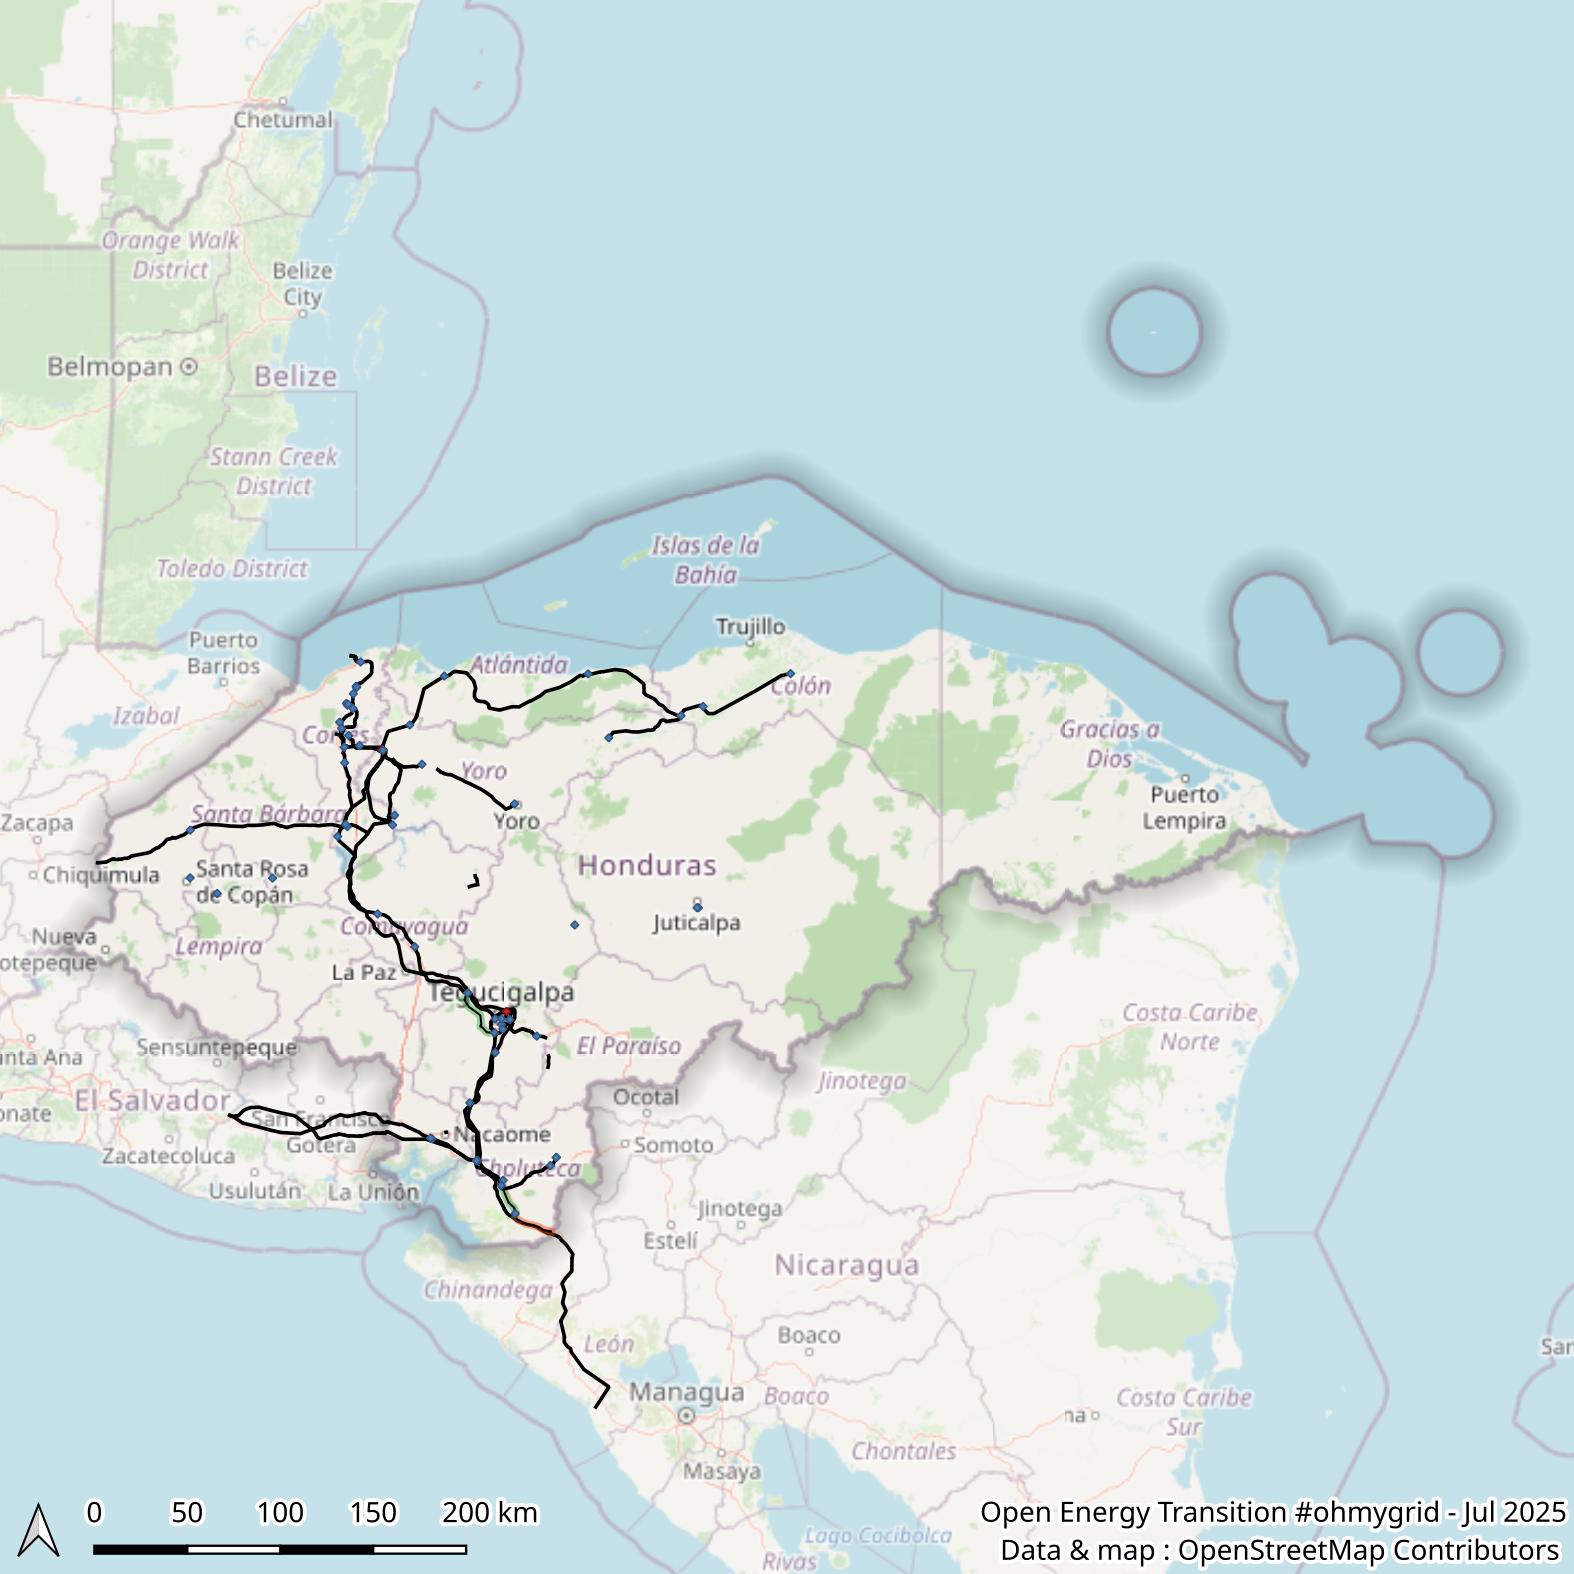 Chetumal
Orange Walk
District
Belize
City
Belmopan
Belize
Stann Creek
District
Toledo District
Islas de la
Bahía
Puerto
Barrios
Trujillo
Atlántida
Colón
Izabal
Cortés
Gracias a
Dios
Yoro
Puerto
Lempira
Santa Bárbara
Zacapa
Yoro
Honduras
Chiquimula
Santa Rosa
de Copán
Juticalpa
Comayagua
Nueva
otepeque
Lempira
La Paz
Tegucigalpa
Costa Caribe
Norte
Sensuntepeque
anta Ana
El Paraíso
Jinotega
El Salvador
onate
Ocotal
San Francisco
Gotera
Nacaome
Somoto
Zacatecoluca
Choluteca
Usulután
La Unión
Jinotega
Estelí
Nicaragua
Chinandega
León
Boaco
San
Managua
Boaco
Costa Caribe
Sur
na
Chontales
Masaya
Lago Cocibolca
Rivas
0 50 100 150 200 km
Open Energy Transition #ohmygrid - Jul 2025
Data & map : OpenStreetMap Contributors